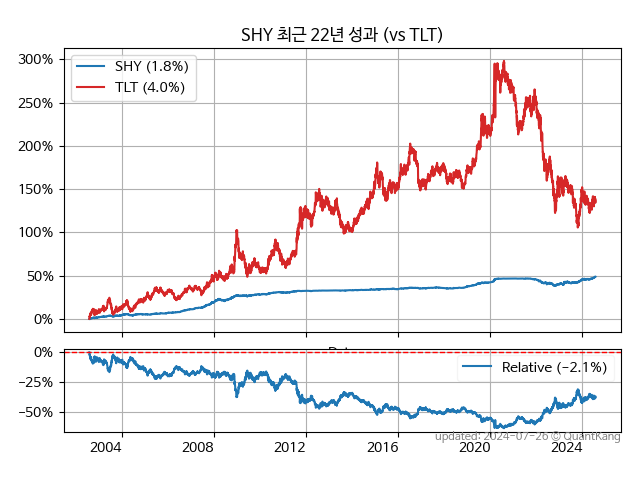 SHY 최근 22년 성과 (vs TLT)
SHY (1.8%)
TLT (4.0%)
300%
250%
200%
150%
100%
50%
0%
0%
−25%
−50%
Relative (−2.1%)
2004 2008 2012 2016 2020 2024
updated: 2024-07-26 © QuantKang